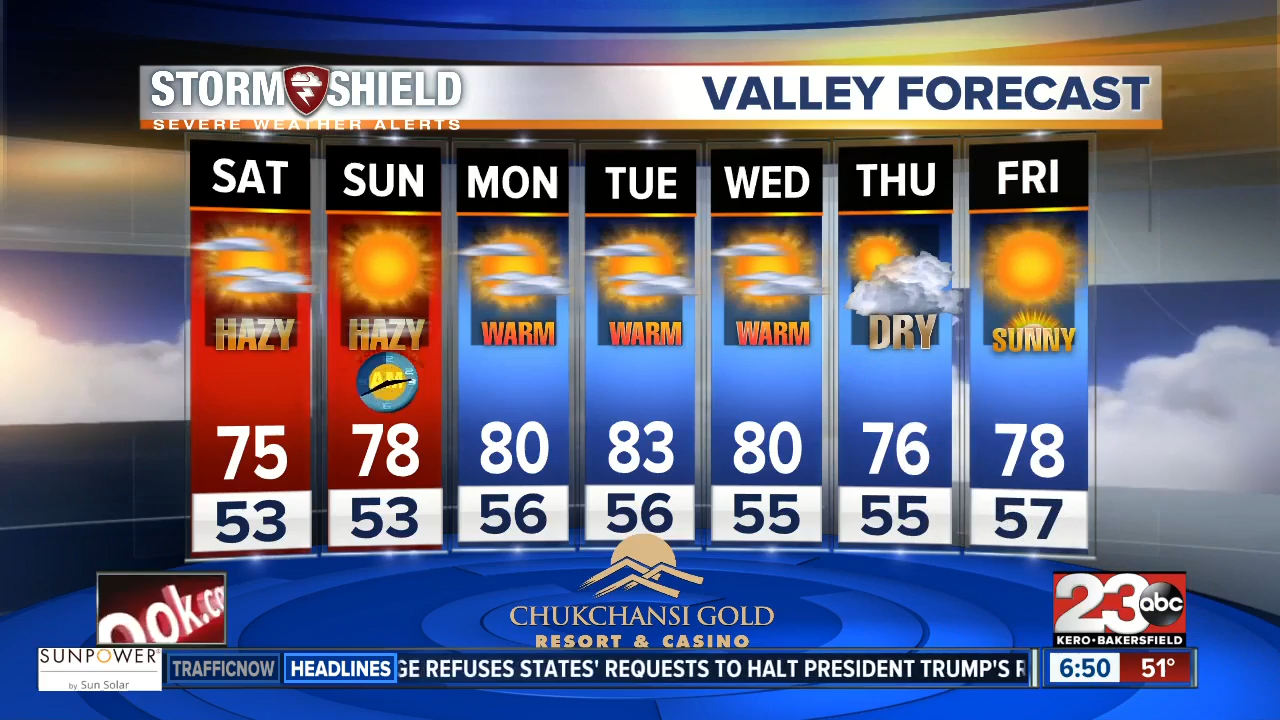 STORM SHIELD
SEVERE WEATHER ALERTS
VALLEY FORECAST
SAT SUN MON TUE WED THU FRI
HAZY HAZY WARM WARM WARM DRY SUNNY
AM
75 78 80 83 80 76 78
53 53 56 56 55 55 57
CHUKCHANSI GOLD
RESORT & CASINO
ook.co
23 abc
KERO•BAKERSFIELD
SUNPOWER
by Sun Solar
TRAFFICNOW HEADLINES GE REFUSES STATES' REQUESTS TO HALT PRESIDENT TRUMP'S R 6:50 51°